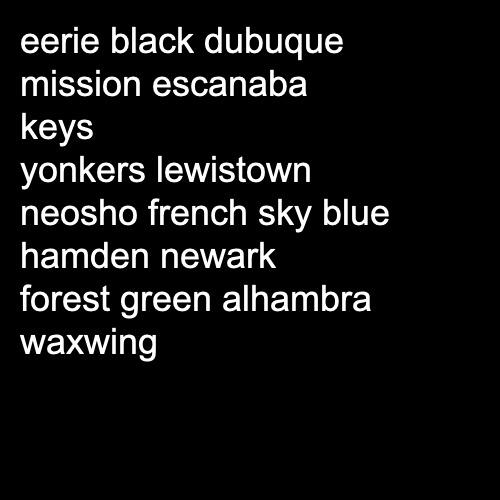 eerie black dubuque
mission escanaba
keys
yonkers lewistown
neosho french sky blue
hamden newark
forest green alhambra
waxwing